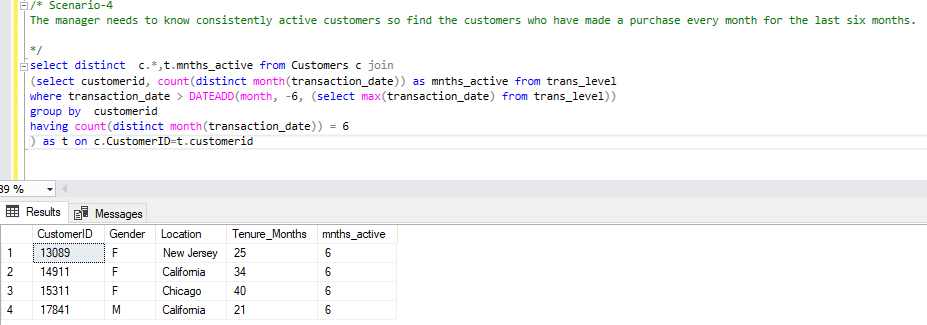 /* Scenario-4
The manager needs to know consistently active customers so find the customers who have made a purchase every month for the last six months.
*/
select distinct  c.*,t.mnths_active from Customers c join
(select customerid, count(distinct month(transaction_date)) as mnths_active from trans_level
where transaction_date > DATEADD(month, -6, (select max(transaction_date) from trans_level))
group by  customerid
having count(distinct month(transaction_date)) = 6
) as t on c.CustomerID=t.customerid
89 %
Results Messages
CustomerID Gender Location Tenure_Months mnths_active
1 13089 F New Jersey 25 6
2 14911 F California 34 6
3 15311 F Chicago 40 6
4 17841 M California 21 6